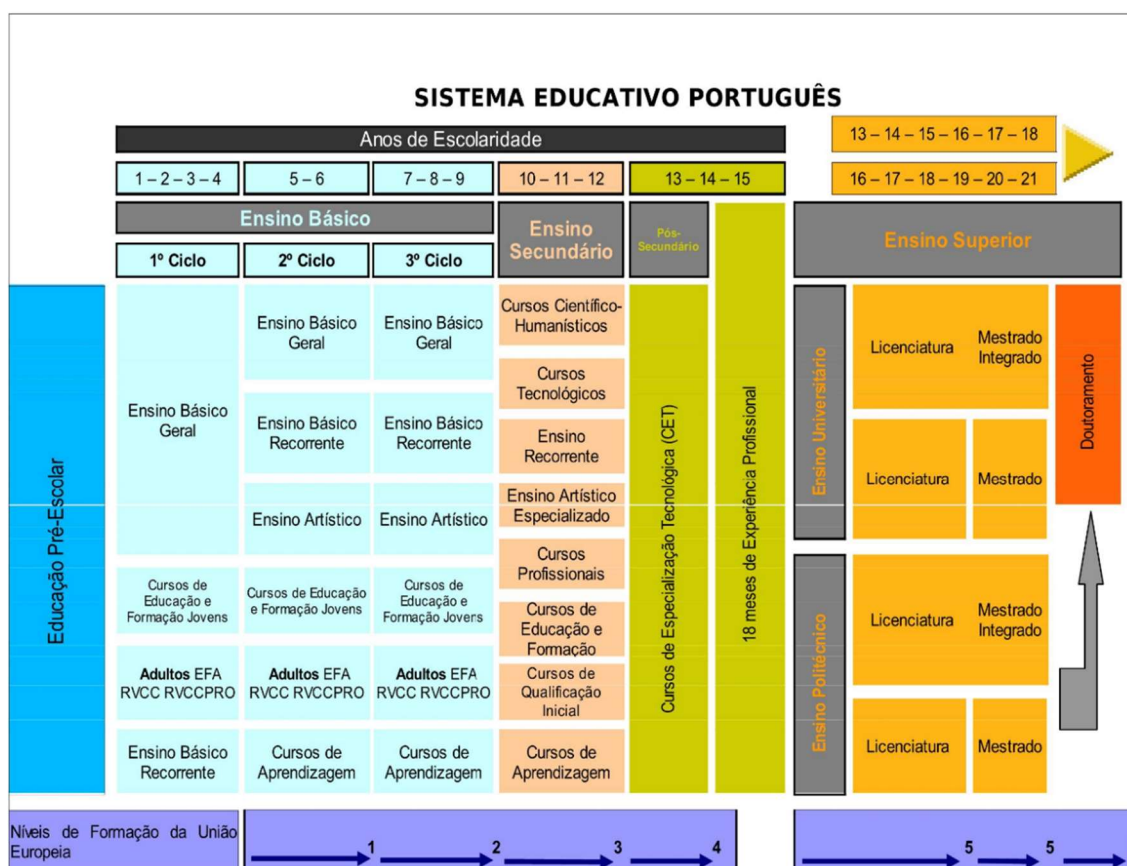 SISTEMA EDUCATIVO PORTUGUÊS
Anos de Escolaridade
13 – 14 – 15 – 16 – 17 – 18
1 – 2 – 3 – 4
5 – 6
7 – 8 – 9
10 – 11 – 12
13 – 14 – 15
16 – 17 – 18 – 19 – 20 – 21
Ensino Básico
Ensino
Secundário
Pós-
Secundário
Ensino Superior
1º Ciclo
2º Ciclo
3º Ciclo
Educação Pré-Escolar
Ensino Básico
Geral
Cursos de
Educação e
Formação Jovens
Adultos EFA
RVCC RVCCPRO
Ensino Básico
Recorrente
Ensino Básico
Geral
Ensino Básico
Recorrente
Ensino Artístico
Cursos de Educação
e Formação Jovens
Adultos EFA
RVCC RVCCPRO
Cursos de
Aprendizagem
Ensino Básico
Geral
Ensino Básico
Recorrente
Ensino Artístico
Cursos de
Educação e
Formação Jovens
Adultos EFA
RVCC RVCCPRO
Cursos de
Aprendizagem
Cursos Científico-
Humanísticos
Cursos
Tecnológicos
Ensino
Recorrente
Ensino Artístico
Especializado
Cursos
Profissionais
Cursos de
Educação e
Formação
Cursos de
Qualificação
Inicial
Cursos de
Aprendizagem
Cursos de Especialização Tecnológica (CET)
18 meses de Experiência Profissional
Ensino Universitário
Licenciatura
Mestrado
Integrado
Licenciatura
Mestrado
Doutoramento
Ensino Politécnico
Licenciatura
Mestrado
Integrado
Licenciatura
Mestrado
Níveis de Formação da União
Europeia
1
2
3
4
5
5